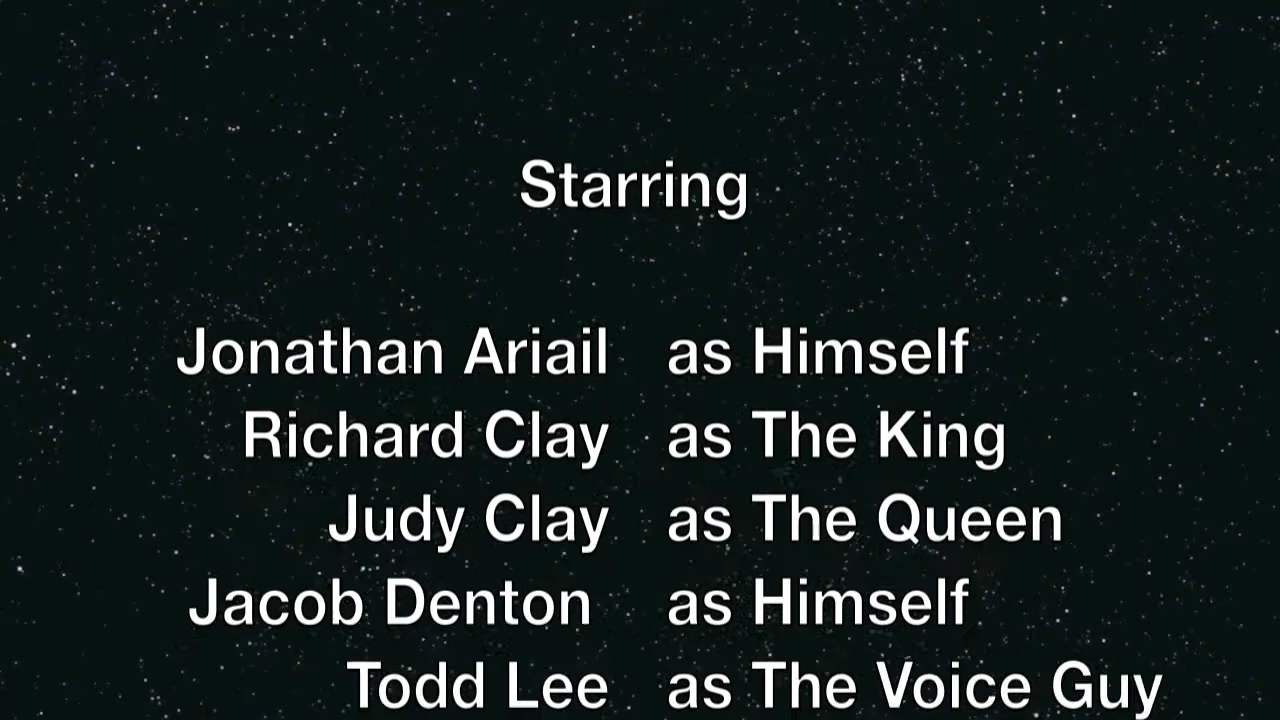 Starring
Jonathan Ariail as Himself
Richard Clay as The King
Judy Clay as The Queen
Jacob Denton as Himself
Todd Lee as The Voice Guy